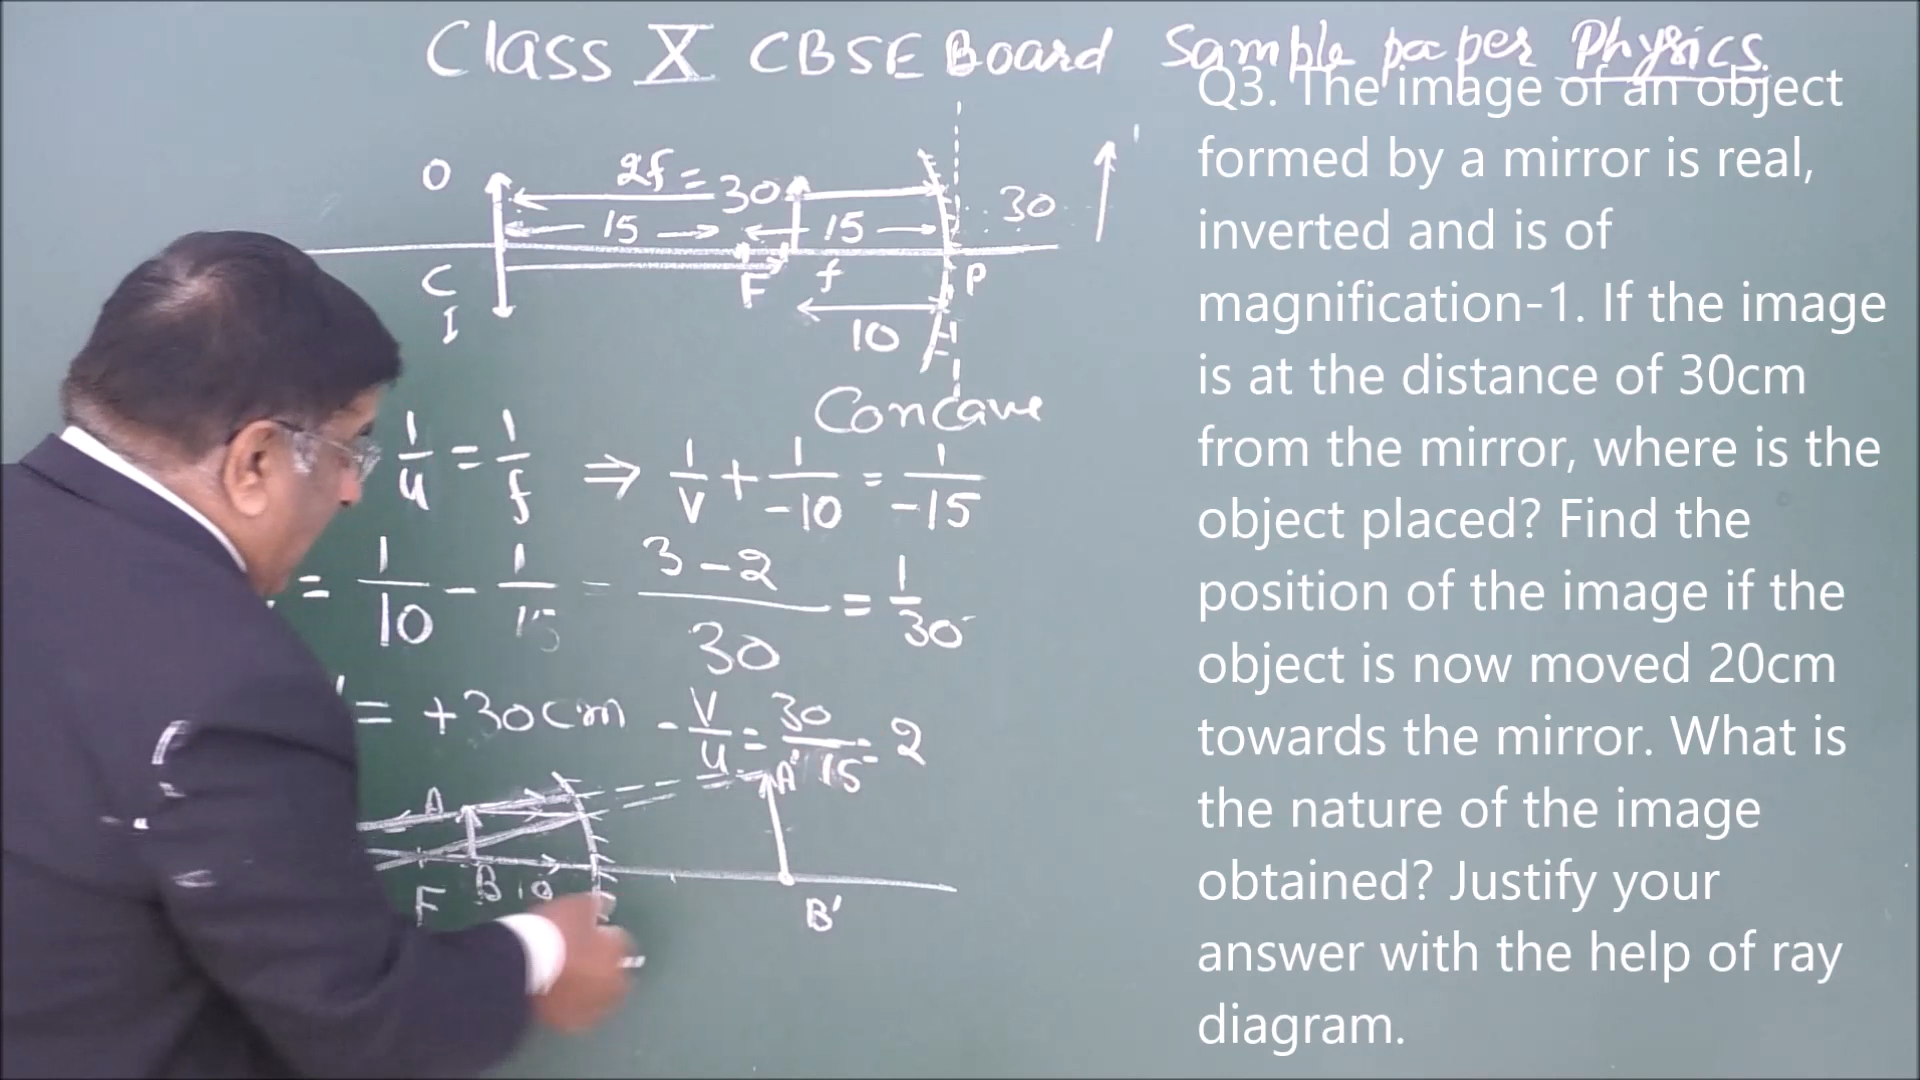 Class X CBSE Board Sample paper Physics
Q3. The image of an object
formed by a mirror is real,
inverted and is of
magnification-1. If the image
is at the distance of 30cm
from the mirror, where is the
object placed? Find the
position of the image if the
object is now moved 20cm
towards the mirror. What is
the nature of the image
obtained? Justify your
answer with the help of ray
diagram.
O 2f = 30 30
15 15
C F f P
I 10
Concave
1/u = 1/f ⇒ 1/v + 1/-10 = 1/-15
= 1/10 - 1/15 = 3-2/30 = 1/30
= +30cm - v/u = 30/15 = 2
A A'
F B 10 B'